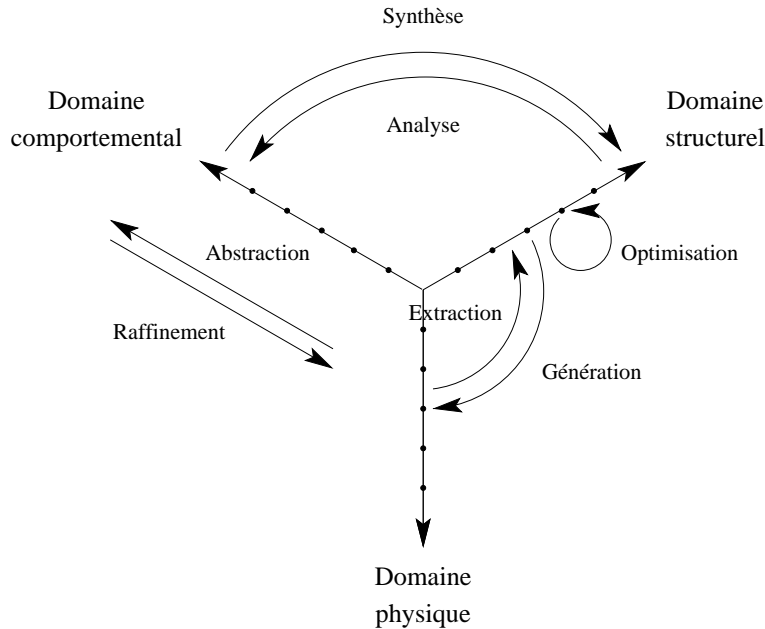 Synthèse
Domaine
comportemental
Analyse
Domaine
structurel
Abstraction
Optimisation
Extraction
Raffinement
Génération
Domaine
physique